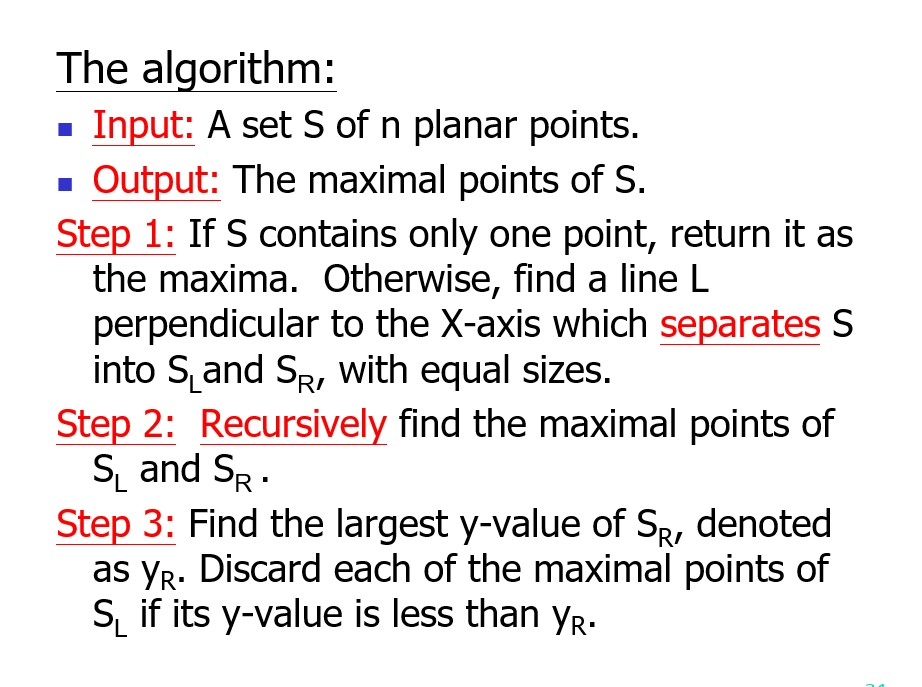 The algorithm:
Input: A set S of n planar points.
Output: The maximal points of S.
Step 1: If S contains only one point, return it as
the maxima. Otherwise, find a line L
perpendicular to the X-axis which separates S
into SLand SR, with equal sizes.
Step 2: Recursively find the maximal points of
SL and SR .
Step 3: Find the largest y-value of SR, denoted
as yR. Discard each of the maximal points of
SL if its y-value is less than yR.